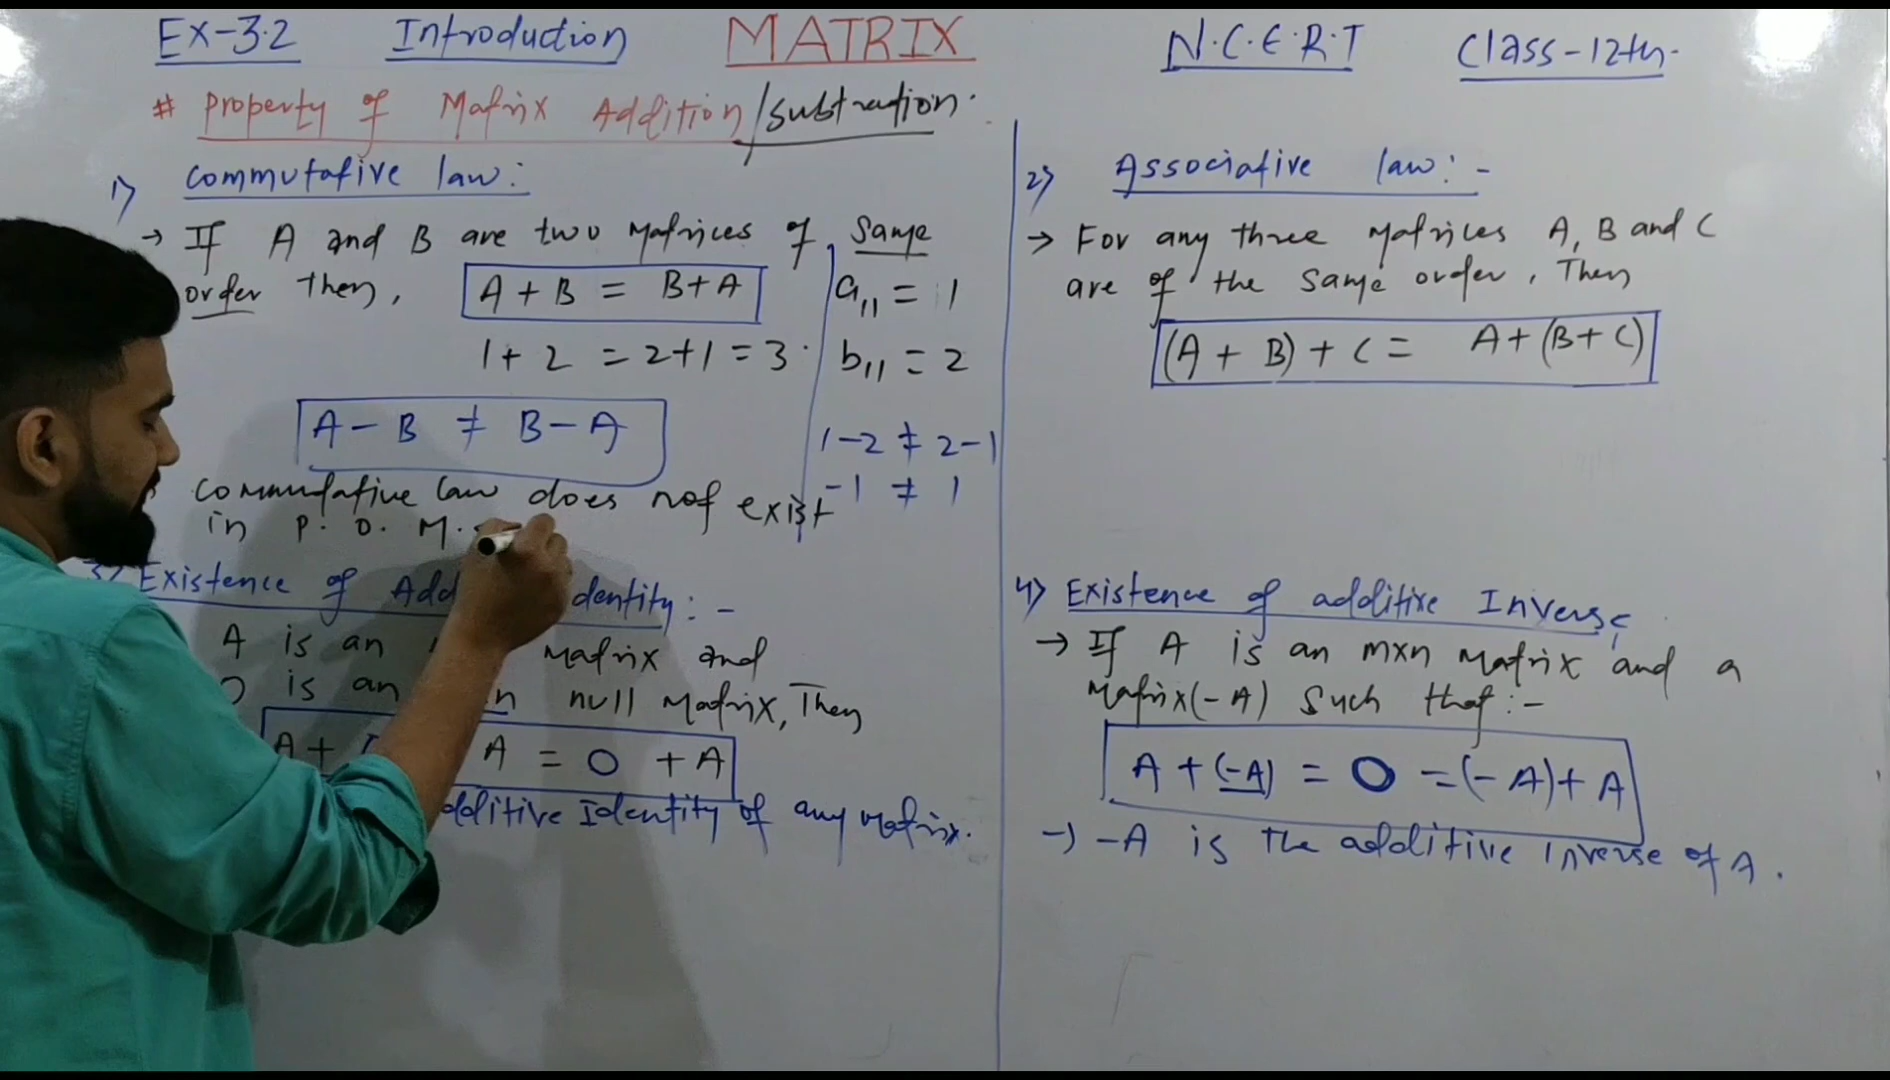 Ex-3.2 Introduction MATRIX N.C.E.R.T Class-12th.
# Property of Matrix Addition/subtraction.
1) Commutative law:
→ If A and B are two Matrices of same
order then, A + B = B+A
a11 = 1
1 + 2 = 2+1 = 3.
b11 = 2
A - B ≠ B - A
1-2 ≠ 2-1
-1 ≠ 1
Commutative law does not exist
in P. O. M.
2) Associative law:-
→ For any three Matrices A, B and C
are of the same order, Then
(A + B) + C = A+(B+C)
3) Existence of Add dentity:-
A is an Matrix and
O is an n null Matrix, Then
A+ A = O + A
dditive Identity of any Matrix.
4) Existence of additive Inverse
→ If A is an mxn Matrix and a
Matrix(-A) Such that:-
A + (-A) = O = (-A)+A
→ -A is the additive inverse of A.